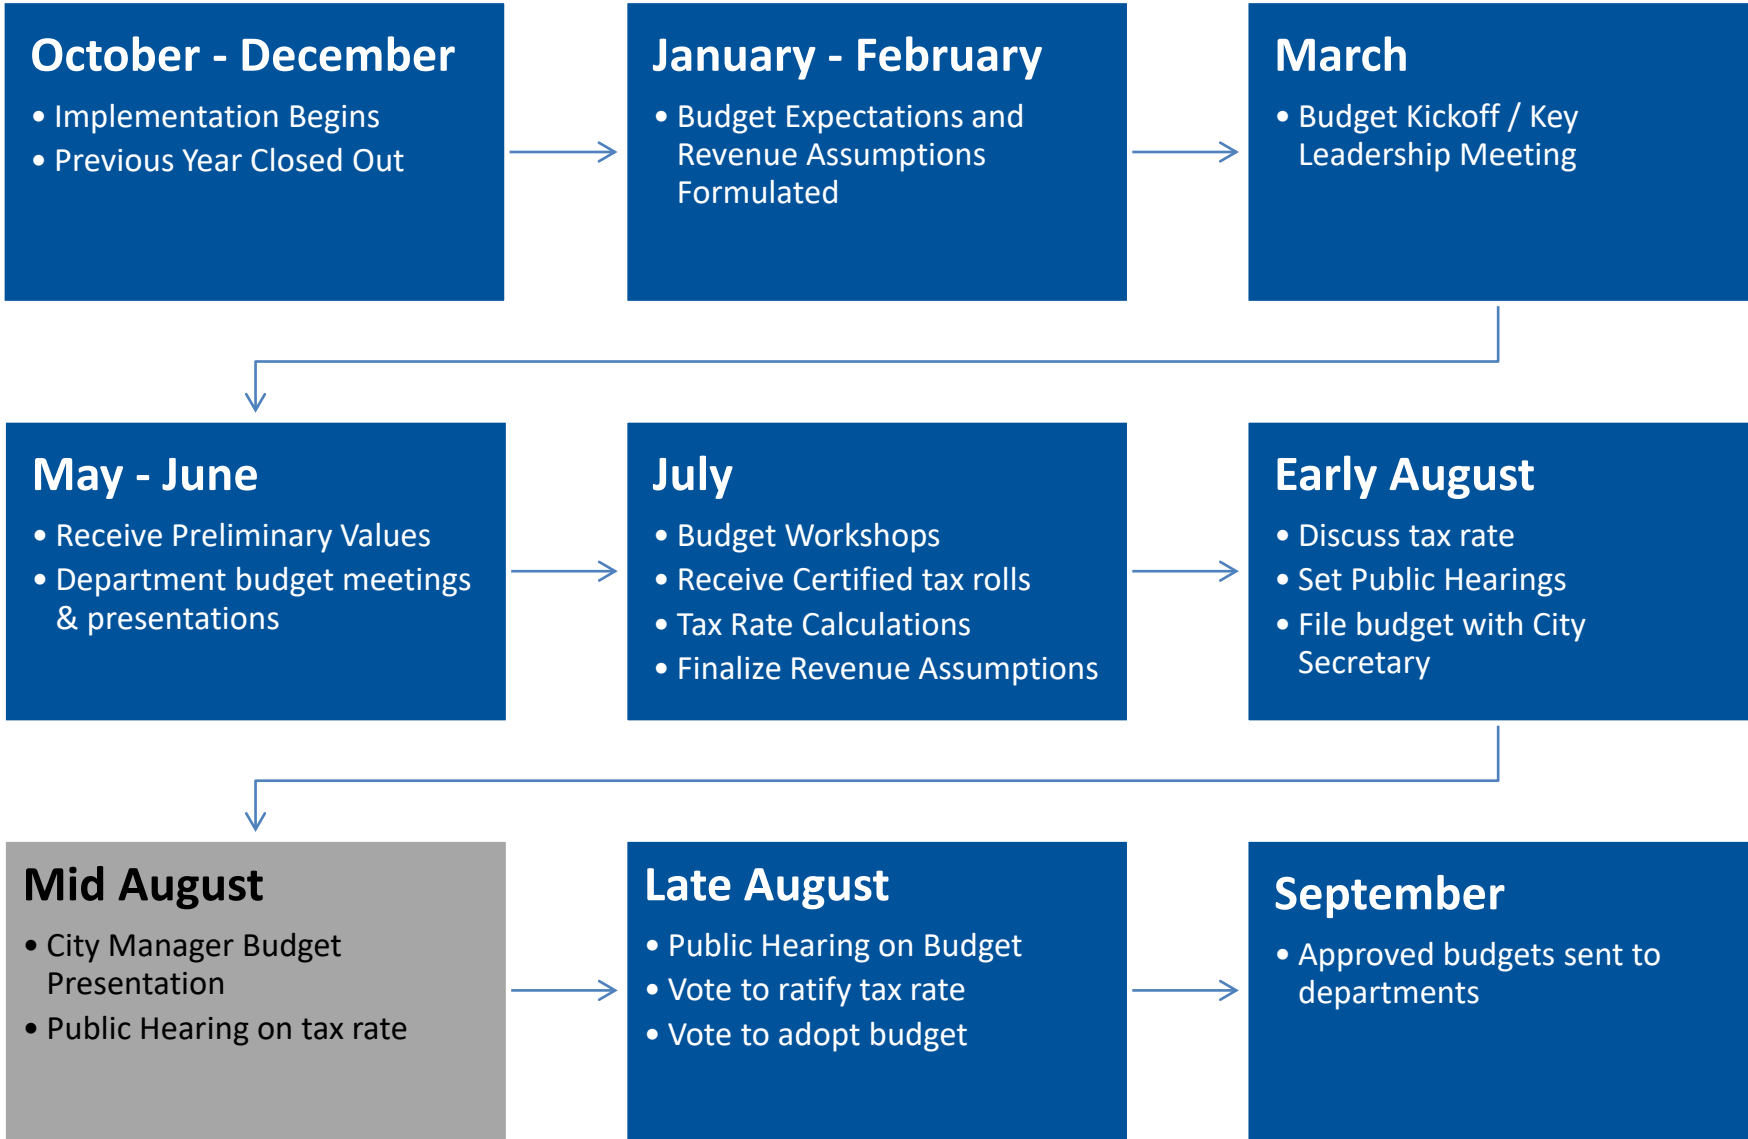 October - December
• Implementation Begins
• Previous Year Closed Out
January - February
• Budget Expectations and
Revenue Assumptions
Formulated
March
• Budget Kickoff / Key
Leadership Meeting
May - June
• Receive Preliminary Values
• Department budget meetings
& presentations
July
• Budget Workshops
• Receive Certified tax rolls
• Tax Rate Calculations
• Finalize Revenue Assumptions
Early August
• Discuss tax rate
• Set Public Hearings
• File budget with City
Secretary
Mid August
• City Manager Budget
Presentation
• Public Hearing on tax rate
Late August
• Public Hearing on Budget
• Vote to ratify tax rate
• Vote to adopt budget
September
• Approved budgets sent to
departments